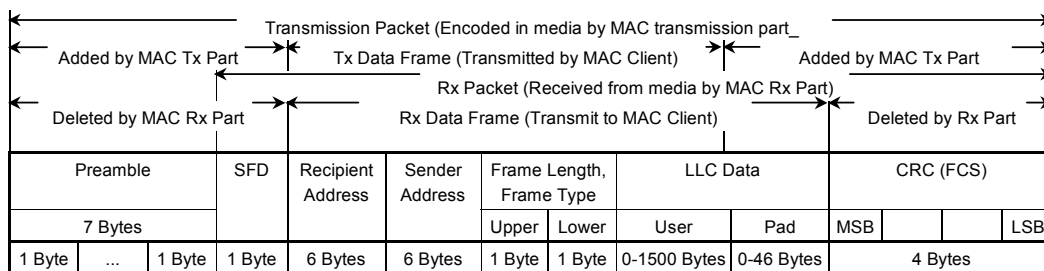 Transmission Packet (Encoded in media by MAC transmission part_
Added by MAC Tx Part Tx Data Frame (Transmitted by MAC Client) Added by MAC Tx Part
Rx Packet (Received from media by MAC Rx Part)
Deleted by MAC Rx Part Rx Data Frame (Transmit to MAC Client) Deleted by Rx Part
Preamble SFD Recipient Sender Frame Length, LLC Data CRC (FCS)
Address Address Frame Type
7 Bytes Upper Lower User Pad MSB LSB
1 Byte ... 1 Byte 1 Byte 6 Bytes 6 Bytes 1 Byte 1 Byte 0-1500 Bytes 0-46 Bytes 4 Bytes